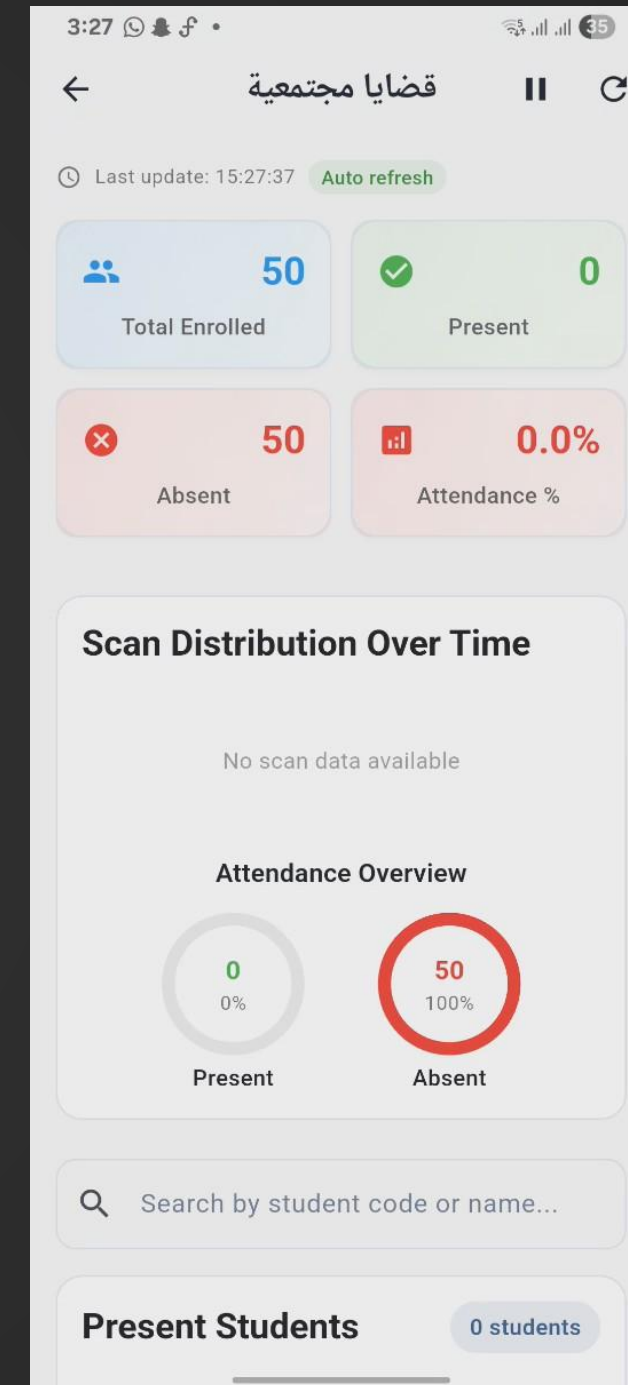 3:27
35
قضايا مجتمعية
Last update: 15:27:37 Auto refresh
50
Total Enrolled
0
Present
50
Absent
0.0%
Attendance %
Scan Distribution Over Time
No scan data available
Attendance Overview
0
0%
Present
50
100%
Absent
Search by student code or name...
Present Students
0 students